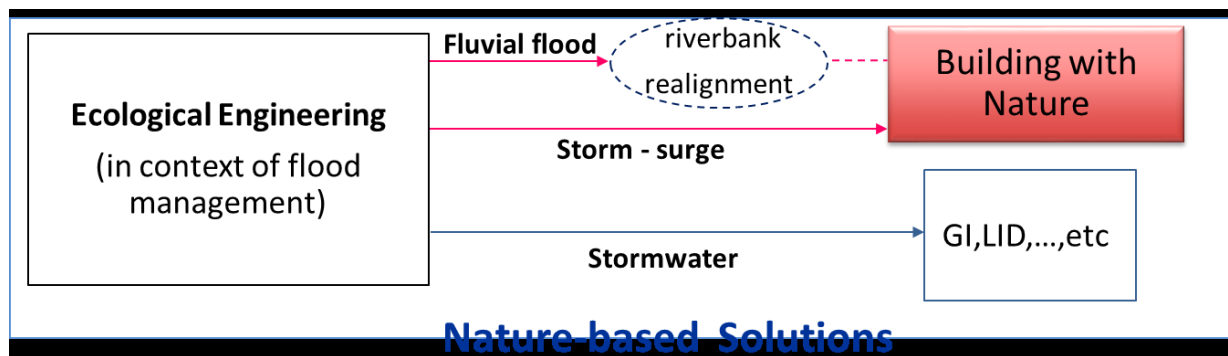 Ecological Engineering
(in context of flood
management)
Fluvial flood
riverbank
realignment
Building with
Nature
Storm - surge
Stormwater
GI,LID,...,etc
Nature-based Solutions